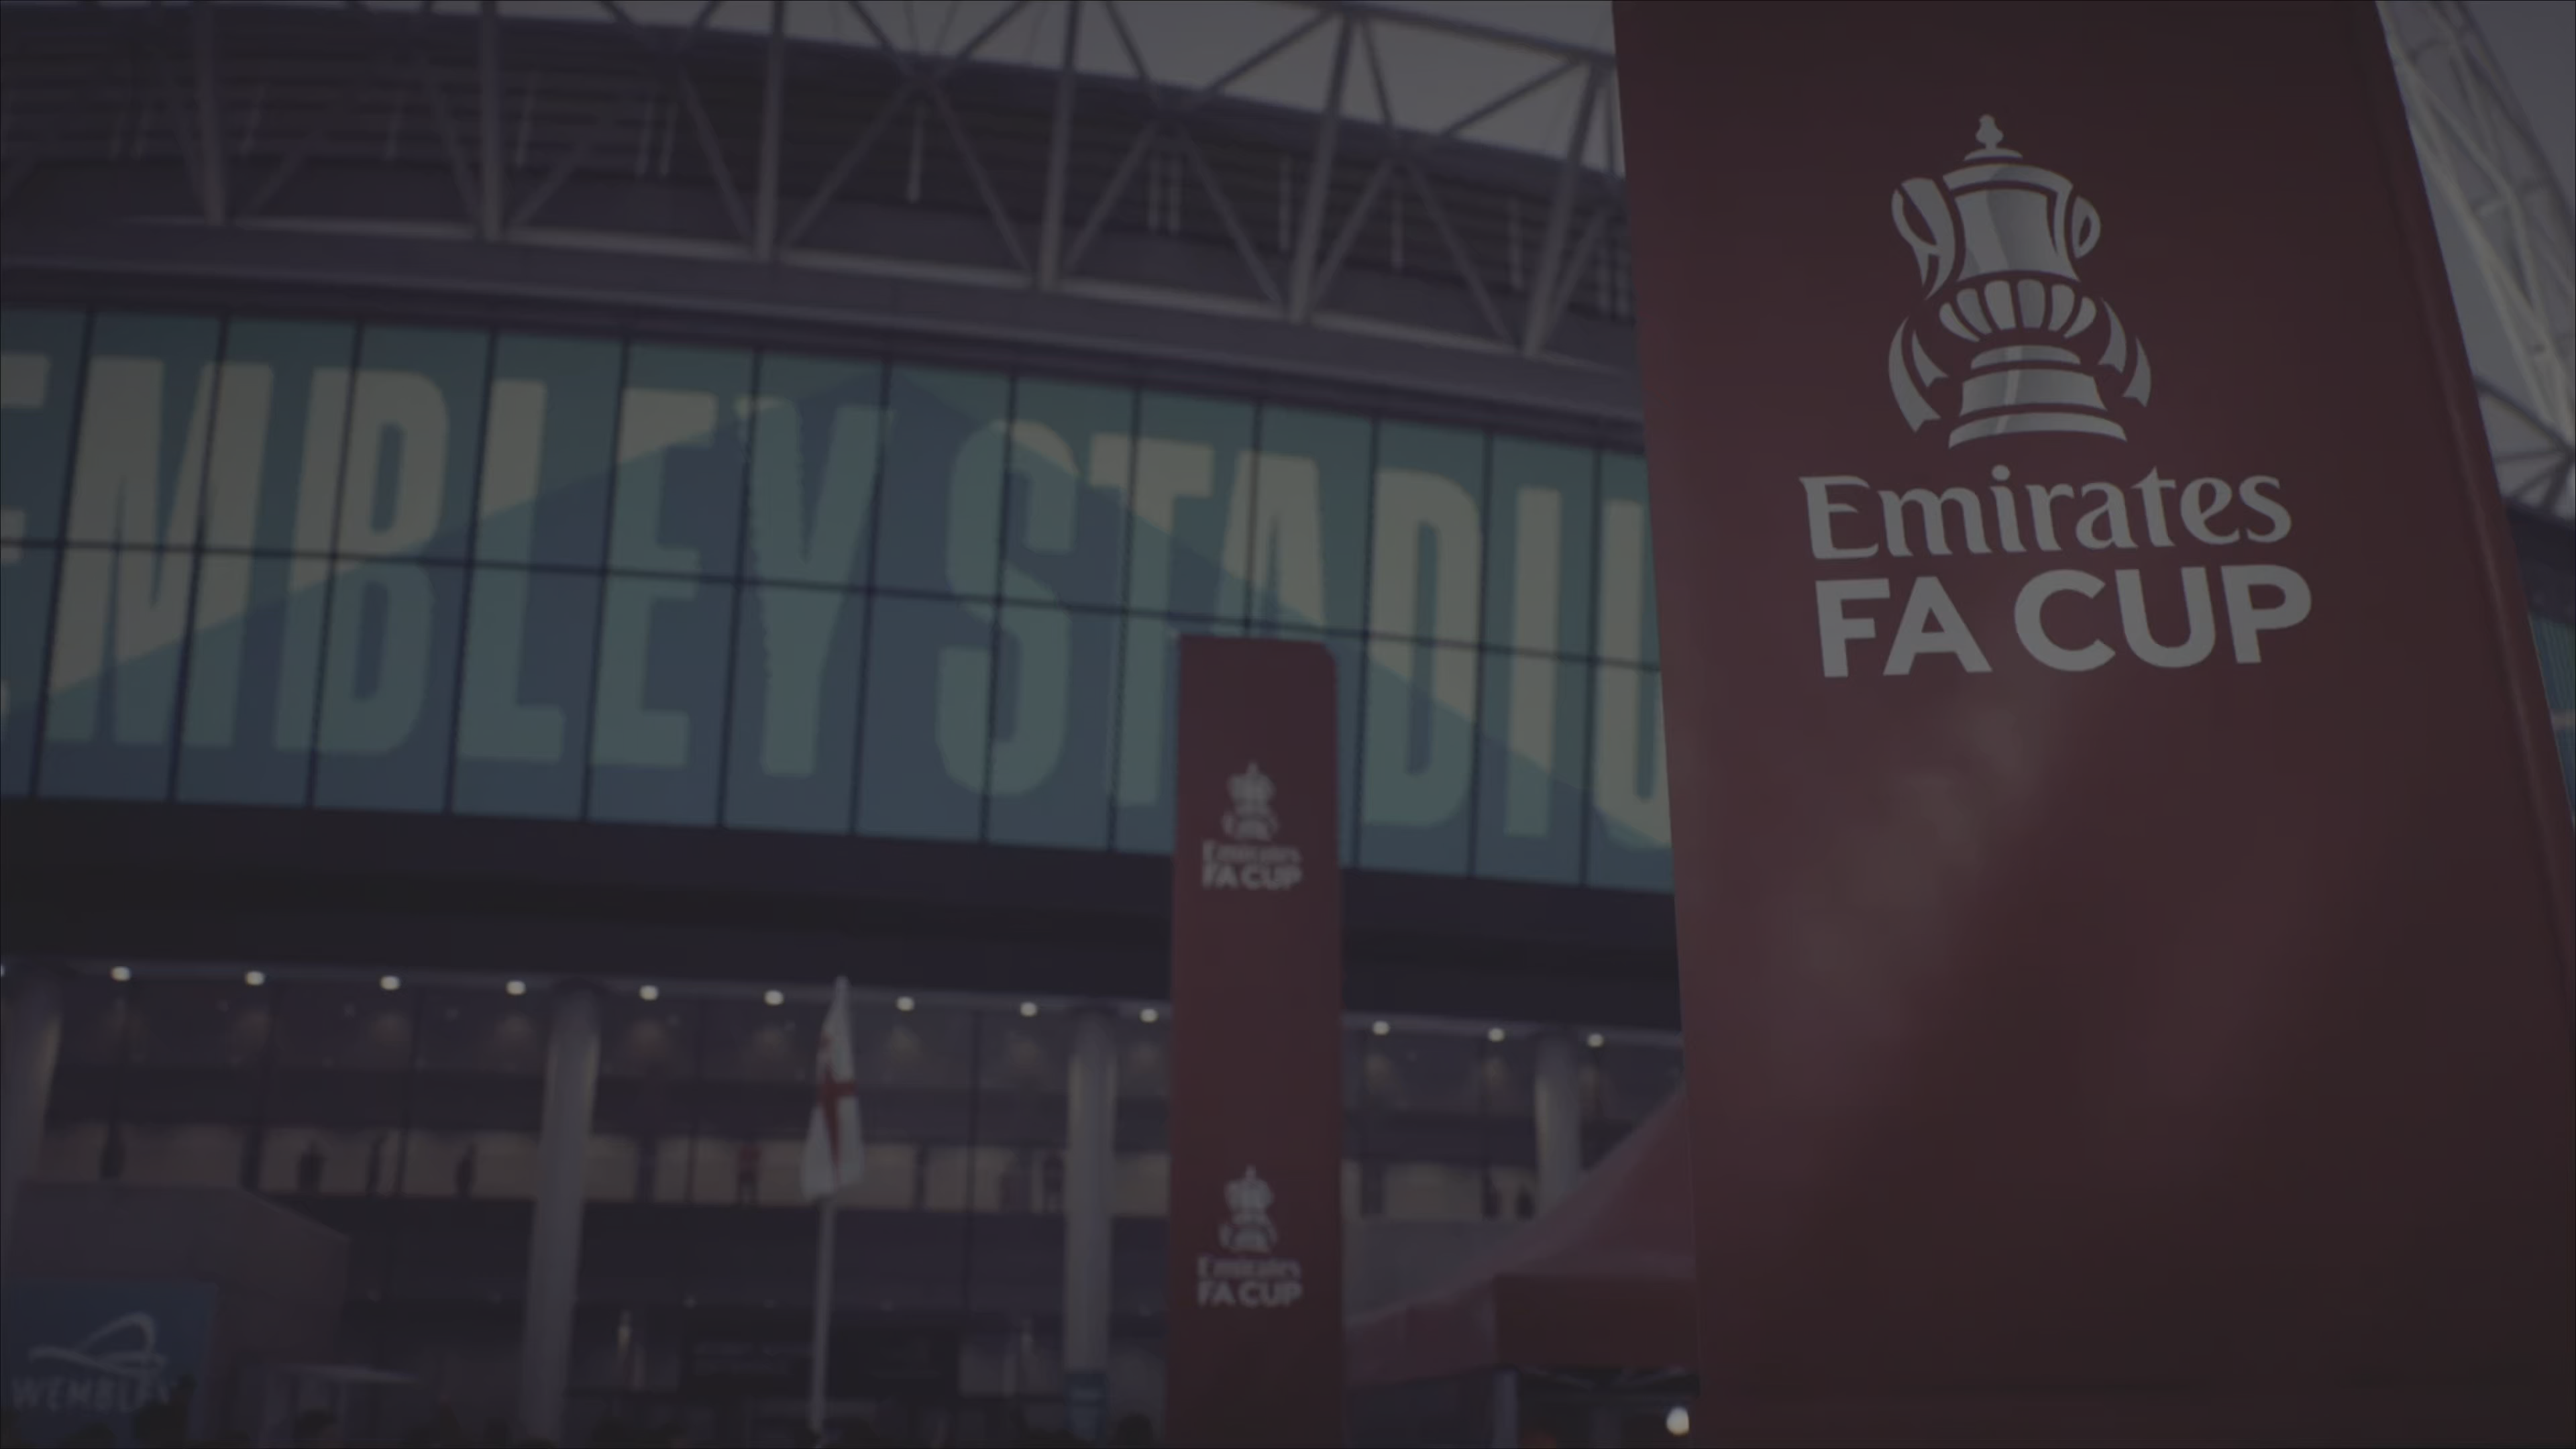 EMBLEY STADIU
Emirates
FA CUP
Emirates
FA CUP
Emirates
FA CUP
WEMBLEY